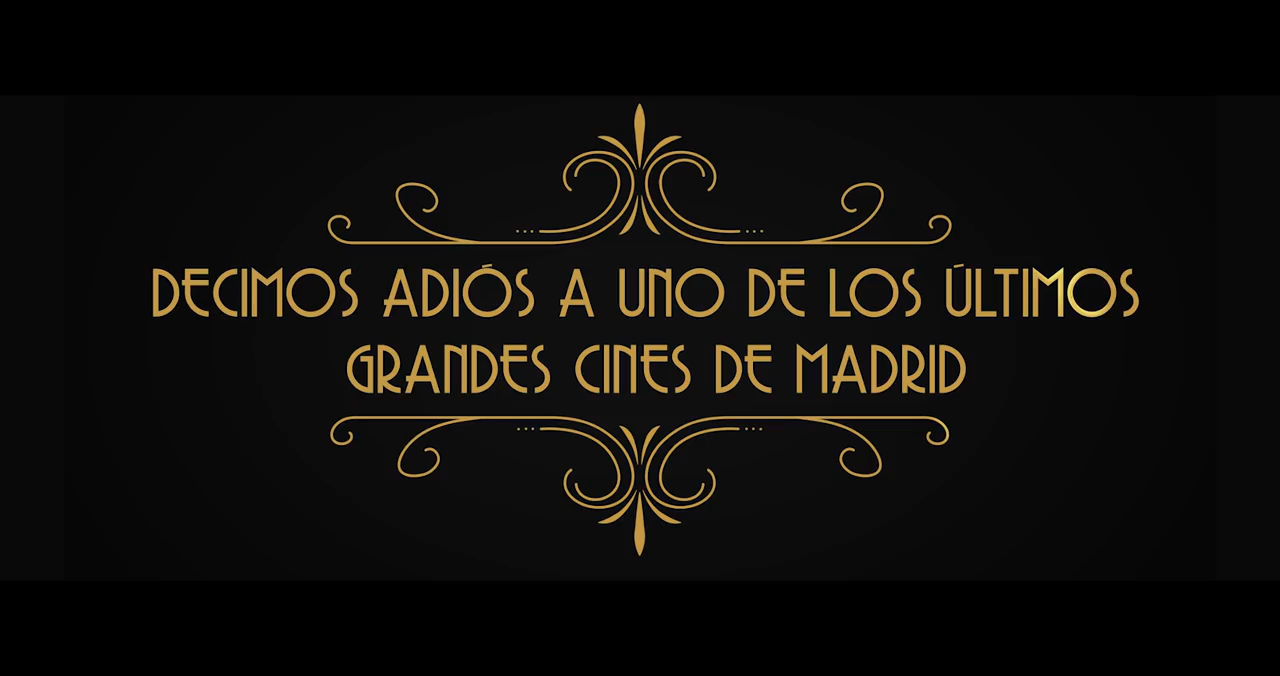 DECIMOS ADIÓS A UNO DE LOS ÚLTIMOS
GRANDES CINES DE MADRID